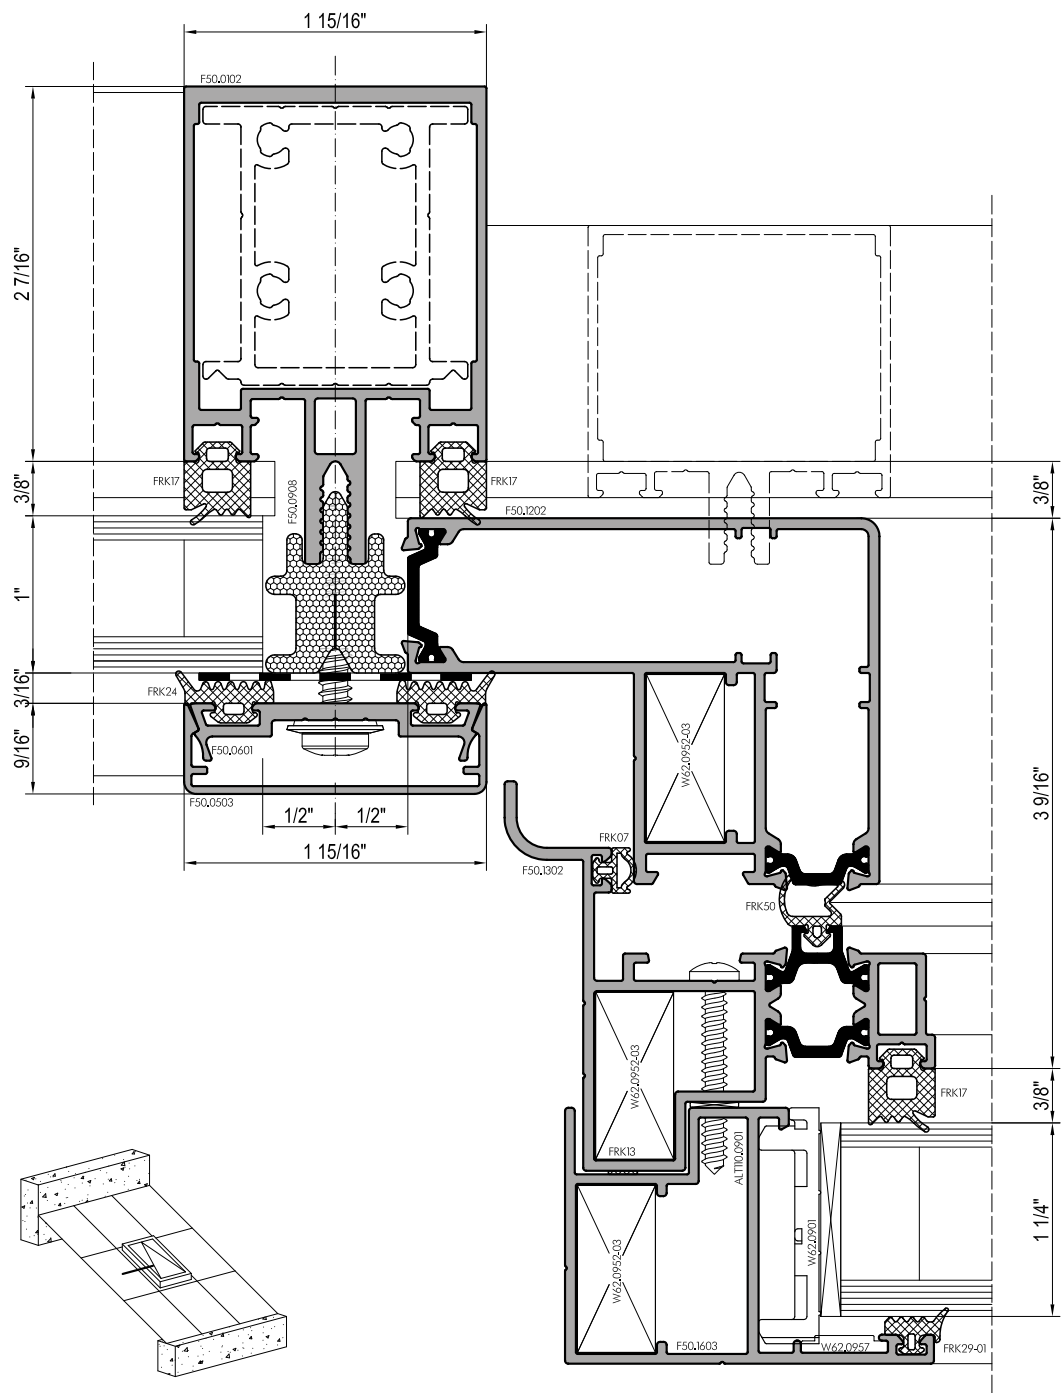 1 15/16"
F50.0102
2 7/16"
3/8"
FRK17
F50.0908
FRK17
F50.1202
3/8"
1"
3/16"
FRK24
9/16"
F50.0601
F50.0503
1/2"
1/2"
1 15/16"
W62.0952-03
3 9/16"
FRK07
F50.1302
FRK50
W62.0952-03
FRK17
3/8"
FRK13
ALT110.0901
W62.0901
1 1/4"
W62.0952-03
F50.1603
W62.0957
FRK29-01